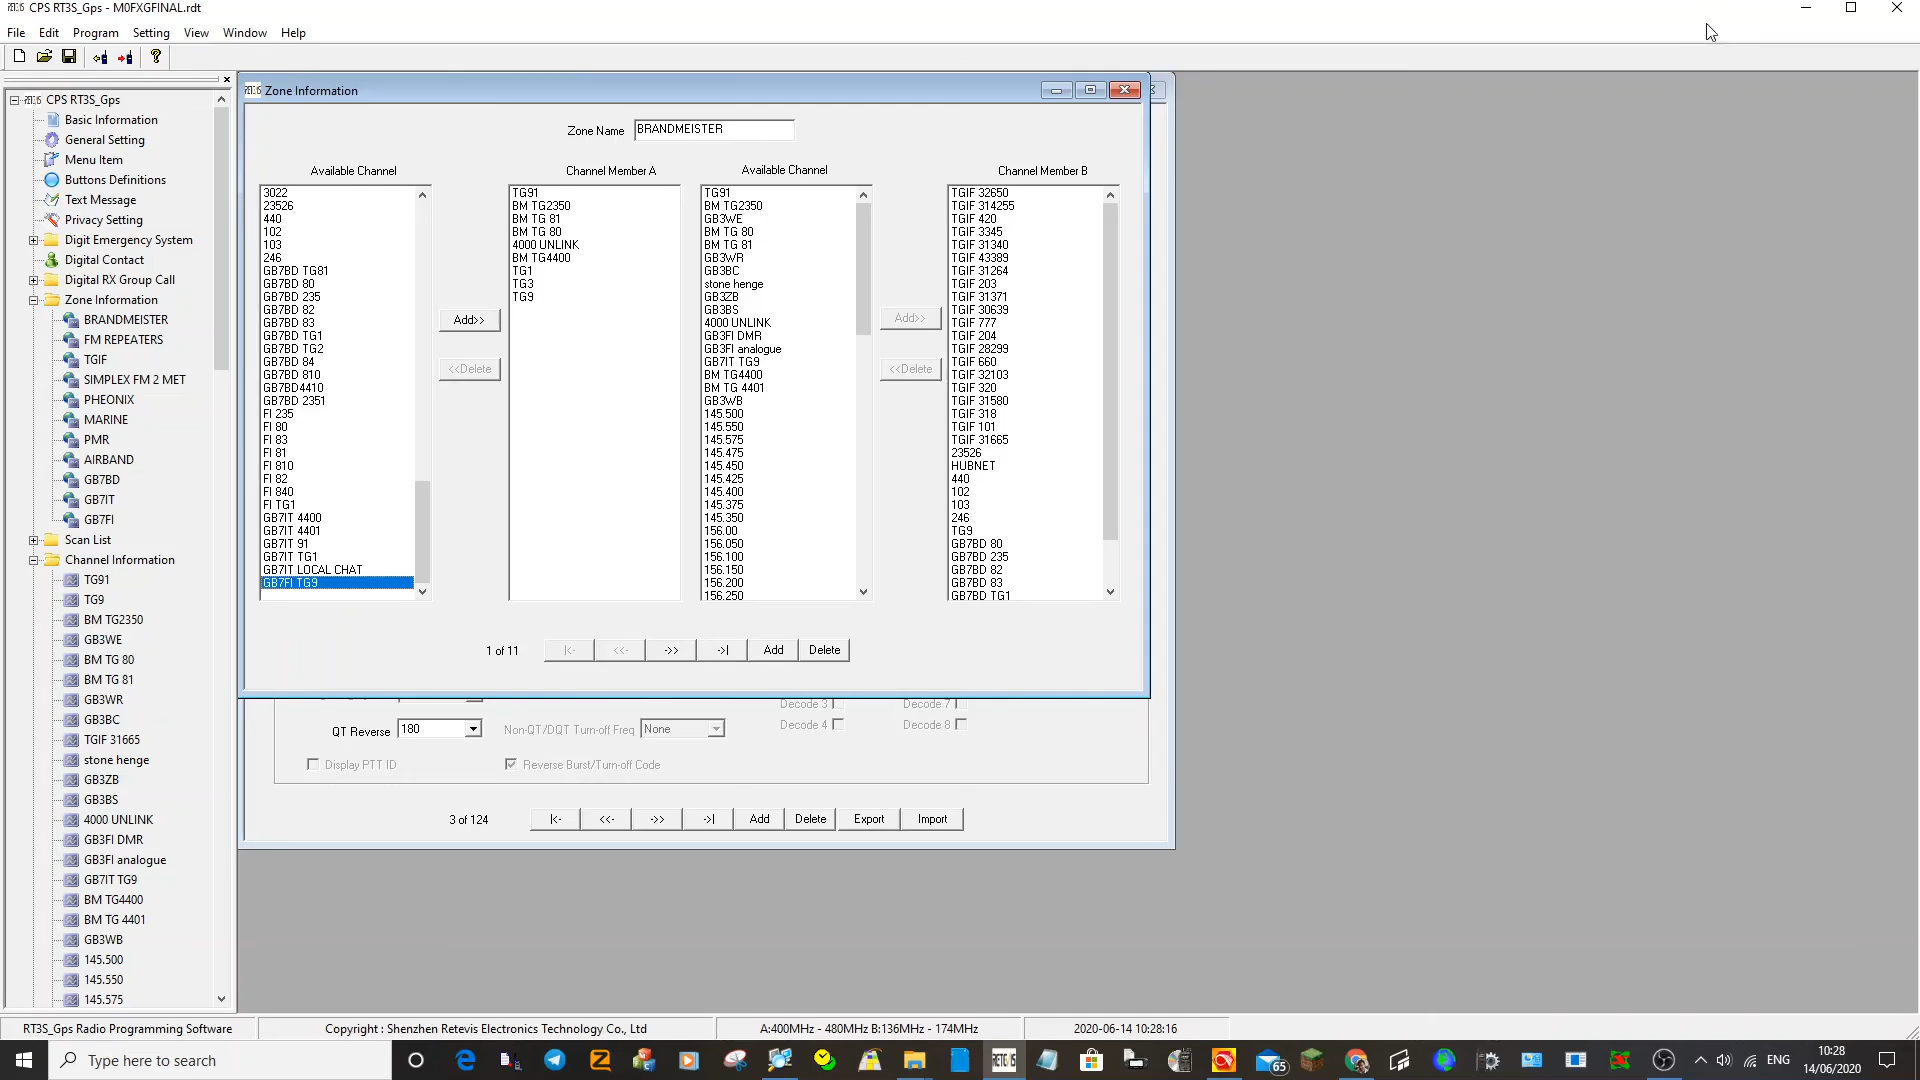 CPS RT3S_Gps - M0FXGFINAL.rdt
File Edit Program Setting View Window Help
CPS RT3S_Gps
Basic Information
General Setting
Menu Item
Buttons Definitions
Text Message
Privacy Setting
Digit Emergency System
Digital Contact
Digital RX Group Call
Zone Information
BRANDMEISTER
FM REPEATERS
TGIF
SIMPLEX FM 2 MET
PHEONIX
MARINE
PMR
AIRBAND
GB7BD
GB7IT
GB7FI
Scan List
Channel Information
TG91
TG9
BM TG2350
GB3WE
BM TG 80
BM TG 81
GB3WR
GB3BC
TGIF 31665
stone henge
GB3ZB
GB3BS
4000 UNLINK
GB3FI DMR
GB3FI analogue
GB7IT TG9
BM TG4400
BM TG 4401
GB3WB
145.500
145.550
145.575
Zone Information
Zone Name BRANDMEISTER
Available Channel
3022
23526
440
102
103
246
GB7BD TG81
GB7BD 80
GB7BD 235
GB7BD 82
GB7BD 83
GB7BD TG1
GB7BD TG2
GB7BD 84
GB7BD 810
GB7BD4410
GB7BD 2351
FI 235
FI 80
FI 83
FI 81
FI 810
FI 82
FI 840
FI TG1
GB7IT 4400
GB7IT 4401
GB7IT 91
GB7IT TG1
GB7IT LOCAL CHAT
GB7FI TG9
Add>>
<<Delete
Channel Member A
TG91
BM TG2350
BM TG 81
BM TG 80
4000 UNLINK
BM TG4400
TG1
TG3
TG9
Available Channel
TG91
BM TG2350
GB3WE
BM TG 80
BM TG 81
GB3WR
GB3BC
stone henge
GB3ZB
GB3BS
4000 UNLINK
GB3FI DMR
GB3FI analogue
GB7IT TG9
BM TG4400
BM TG 4401
GB3WB
145.500
145.550
145.575
145.475
145.450
145.425
145.400
145.375
145.350
156.00
156.050
156.100
156.150
156.200
156.250
Add>>
<<Delete
Channel Member B
TGIF 32650
TGIF 314255
TGIF 420
TGIF 3345
TGIF 31340
TGIF 43389
TGIF 31264
TGIF 203
TGIF 31371
TGIF 30639
TGIF 777
TGIF 204
TGIF 28299
TGIF 660
TGIF 32103
TGIF 320
TGIF 31580
TGIF 318
TGIF 101
TGIF 31665
23526
HUBNET
440
102
103
246
TG9
GB7BD 80
GB7BD 235
GB7BD 82
GB7BD 83
GB7BD TG1
1 of 11 |<- <<- ->> ->| Add Delete
Decode 3 Decode 7
QT Reverse 180 Non-QT/DQT Turn-off Freq None Decode 4 Decode 8
Display PTT ID Reverse Burst/Turn-off Code
3 of 124 |<- <<- ->> ->| Add Delete Export Import
RT3S_Gps Radio Programming Software Copyright : Shenzhen Retevis Electronics Technology Co., Ltd A:400MHz - 480MHz B:136MHz - 174MHz 2020-06-14 10:28:16
Type here to search 65 ENG 10:28
14/06/2020